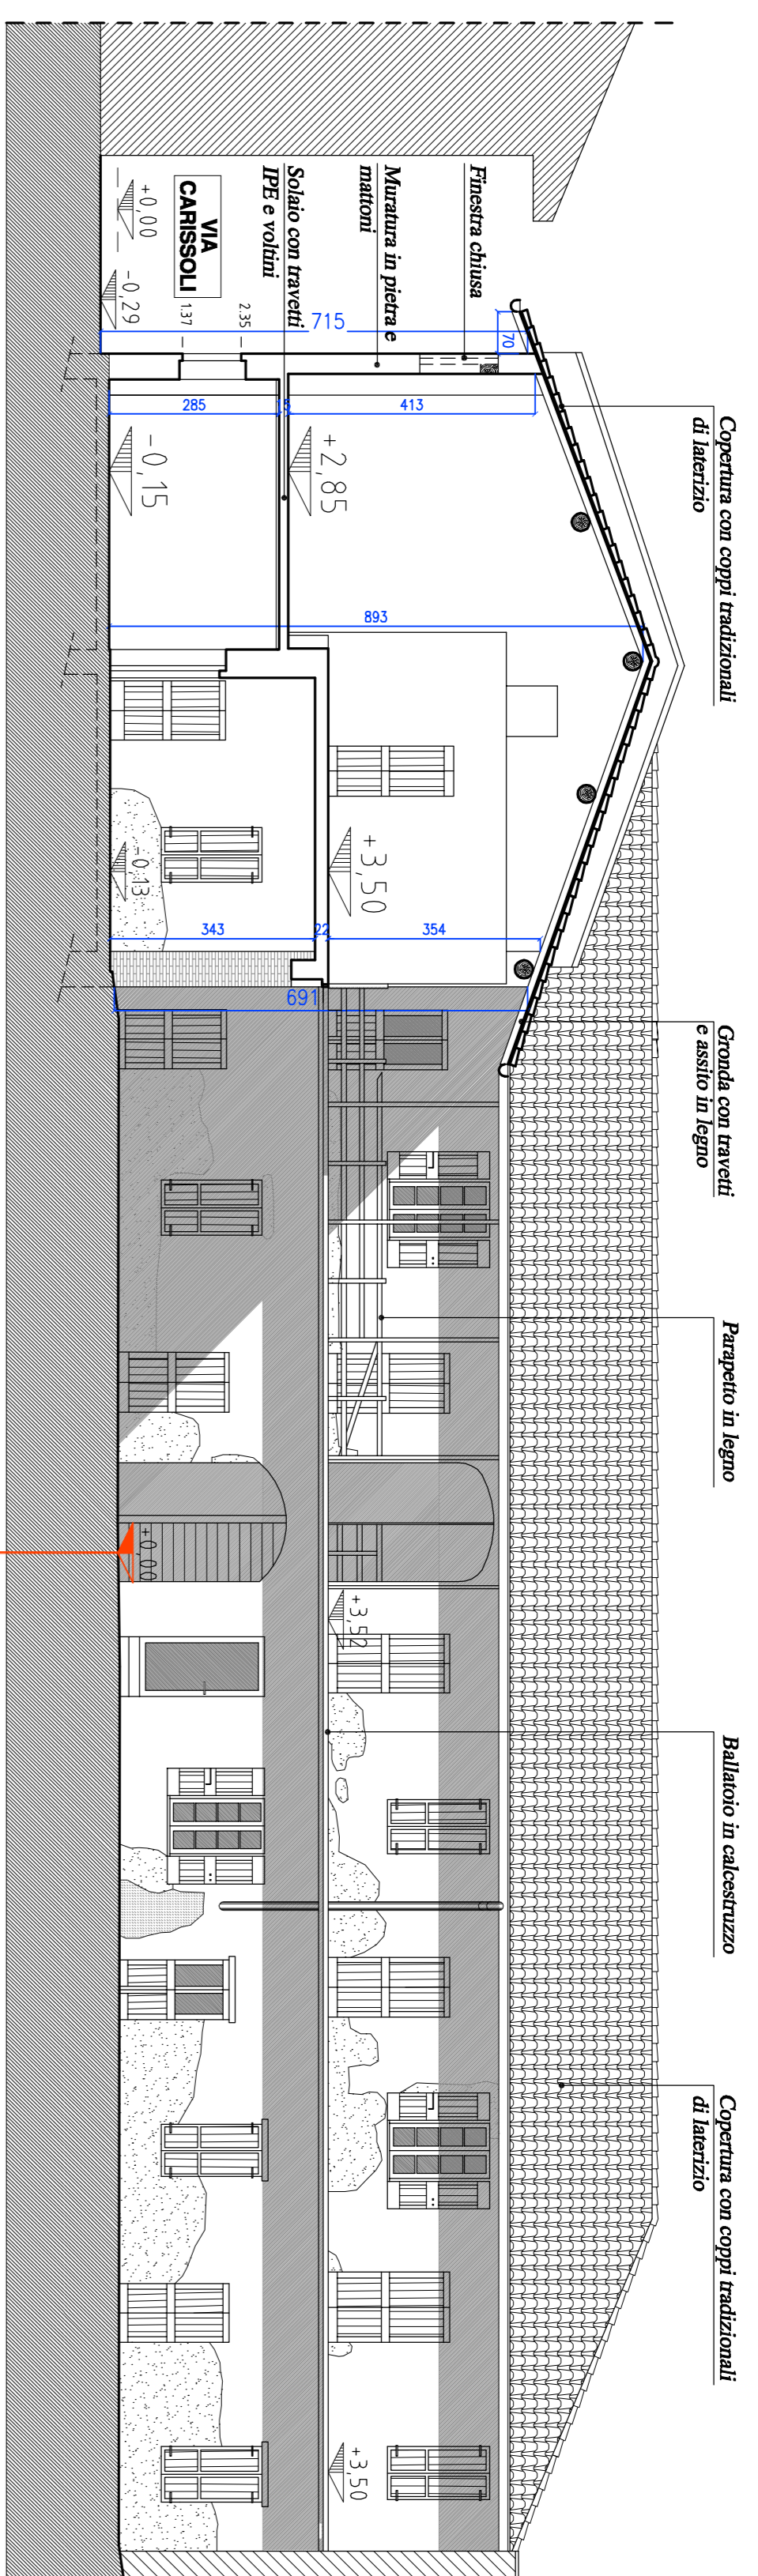 Copertura con coppi tradizionali
di laterizio
Gronda con travetti
e assito in legno
Parapetto in legno
Ballatoio in calcestruzzo
Copertura con coppi tradizionali
di laterizio
Finestra chiusa
Muratura in pietra e
mattoni
Solaio con travetti
IPE e voltini
VIA
CARISSOLI
+0,00
-0,29
1.37
2.35
715
70
285
413
-0,15
+2,85
893
+3,50
-0,13
343
22
354
691
+0,00
+3,52
+3,50